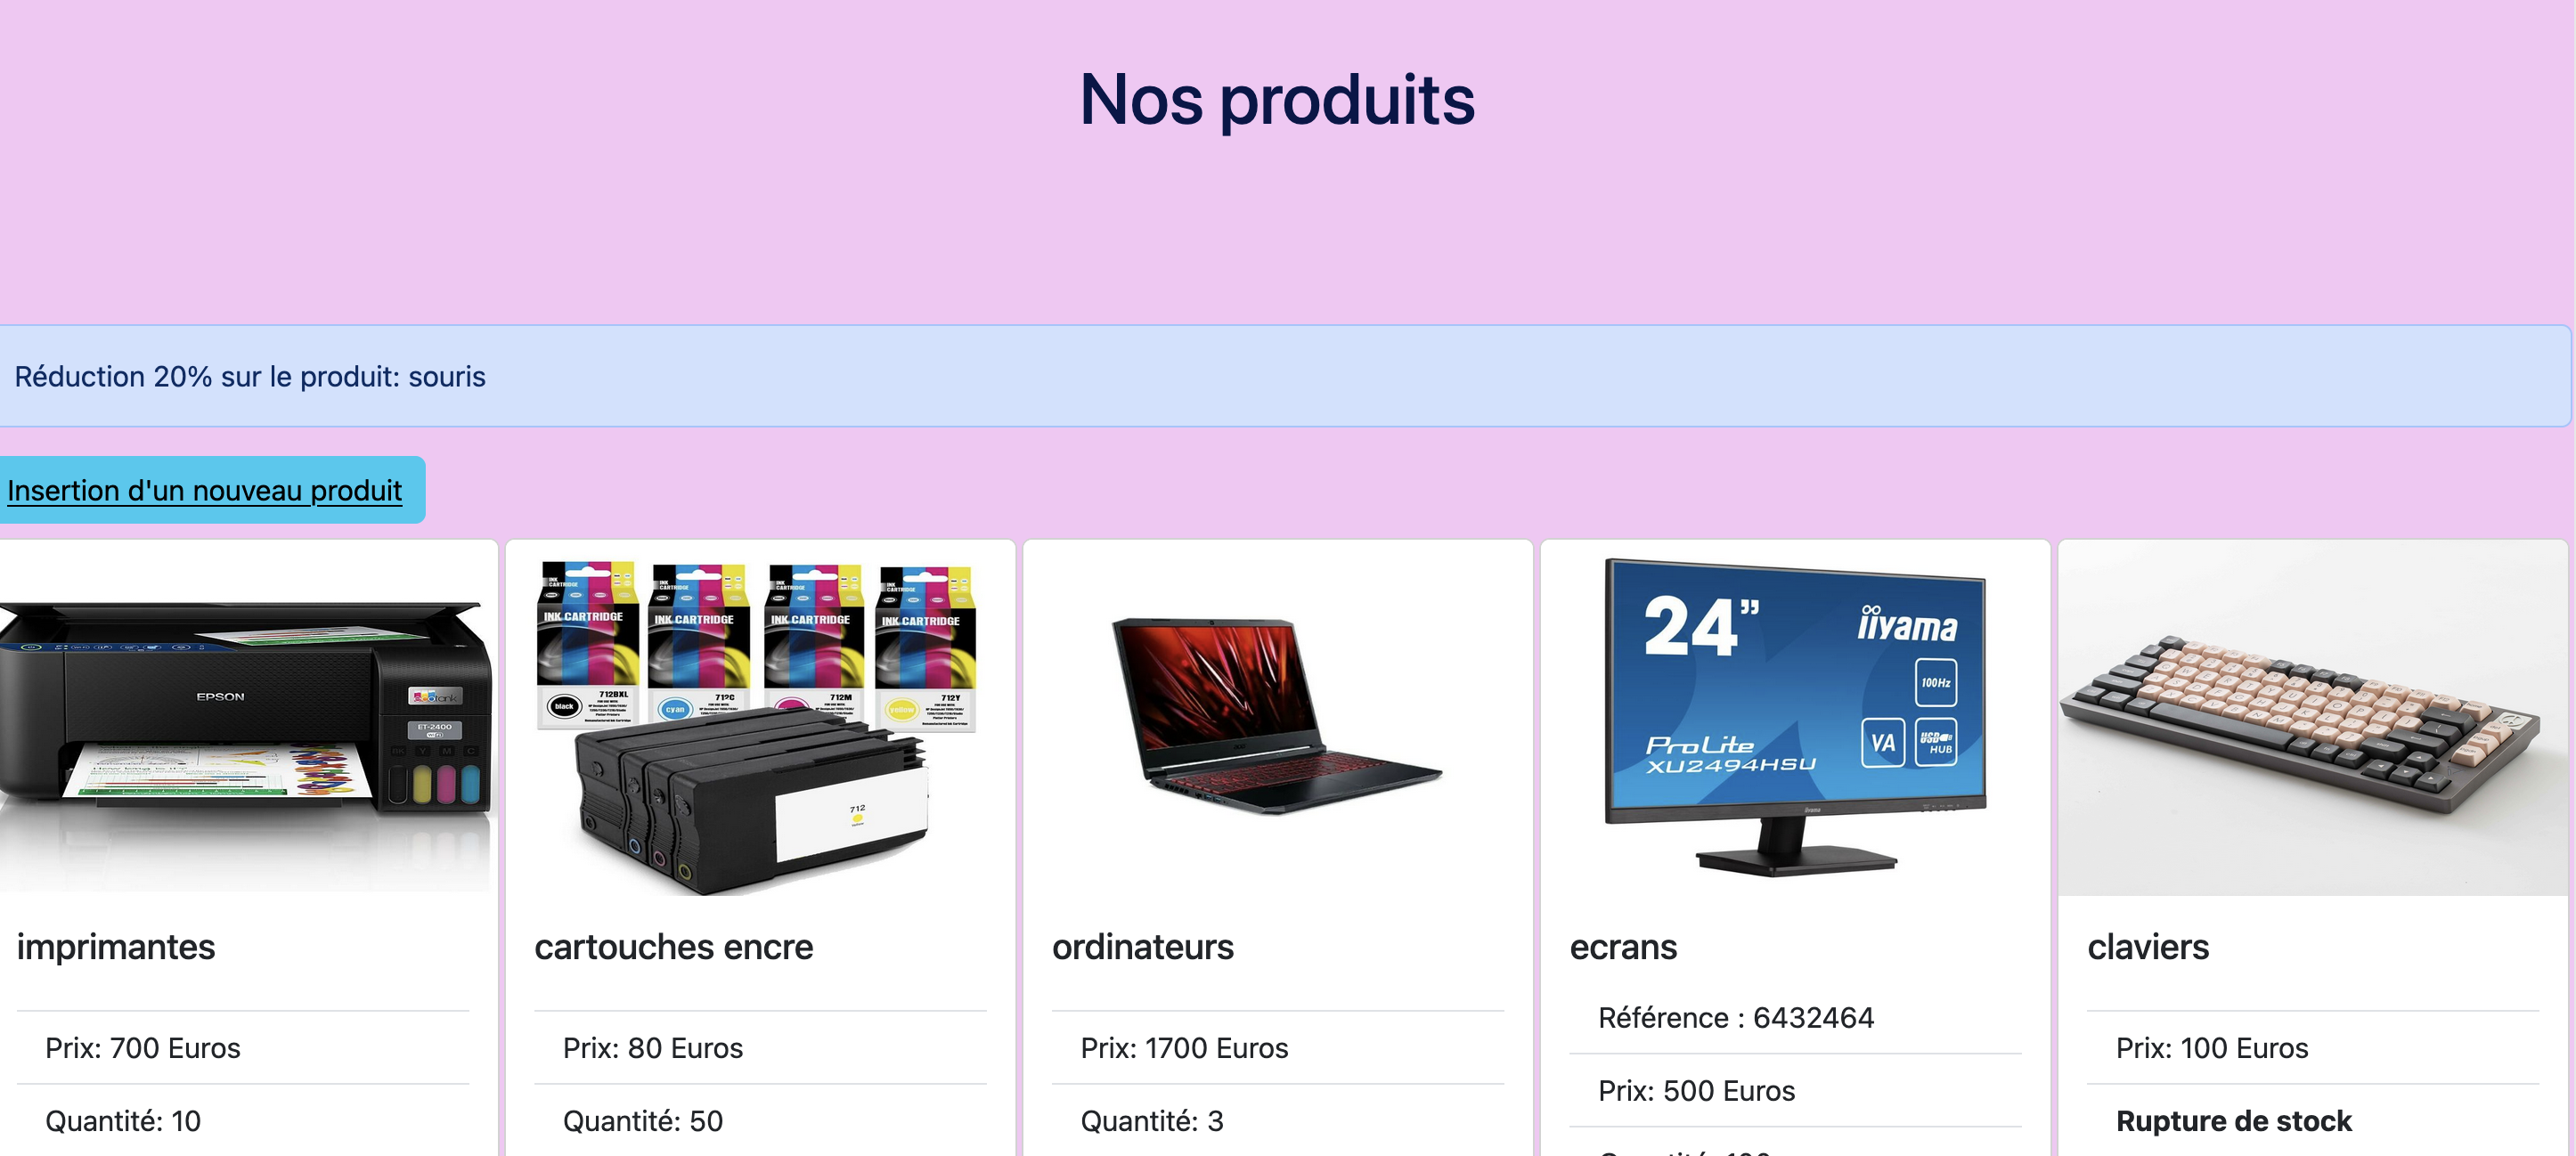 Nos produits
Réduction 20% sur le produit: souris
Insertion d'un nouveau produit
EPSON
ET-2400
INK CARTRIDGE
INK CARTRIDGE
INK CARTRIDGE
INK CARTRIDGE
712BXL
712C
712M
712Y
black
cyan
yellow
712
24”
iiyama
100Hz
VA
USB
HUB
ProLite
XU2494HSU
imprimantes
Prix: 700 Euros
Quantité: 10
cartouches encre
Prix: 80 Euros
Quantité: 50
ordinateurs
Prix: 1700 Euros
Quantité: 3
ecrans
Référence : 6432464
Prix: 500 Euros
claviers
Prix: 100 Euros
Rupture de stock